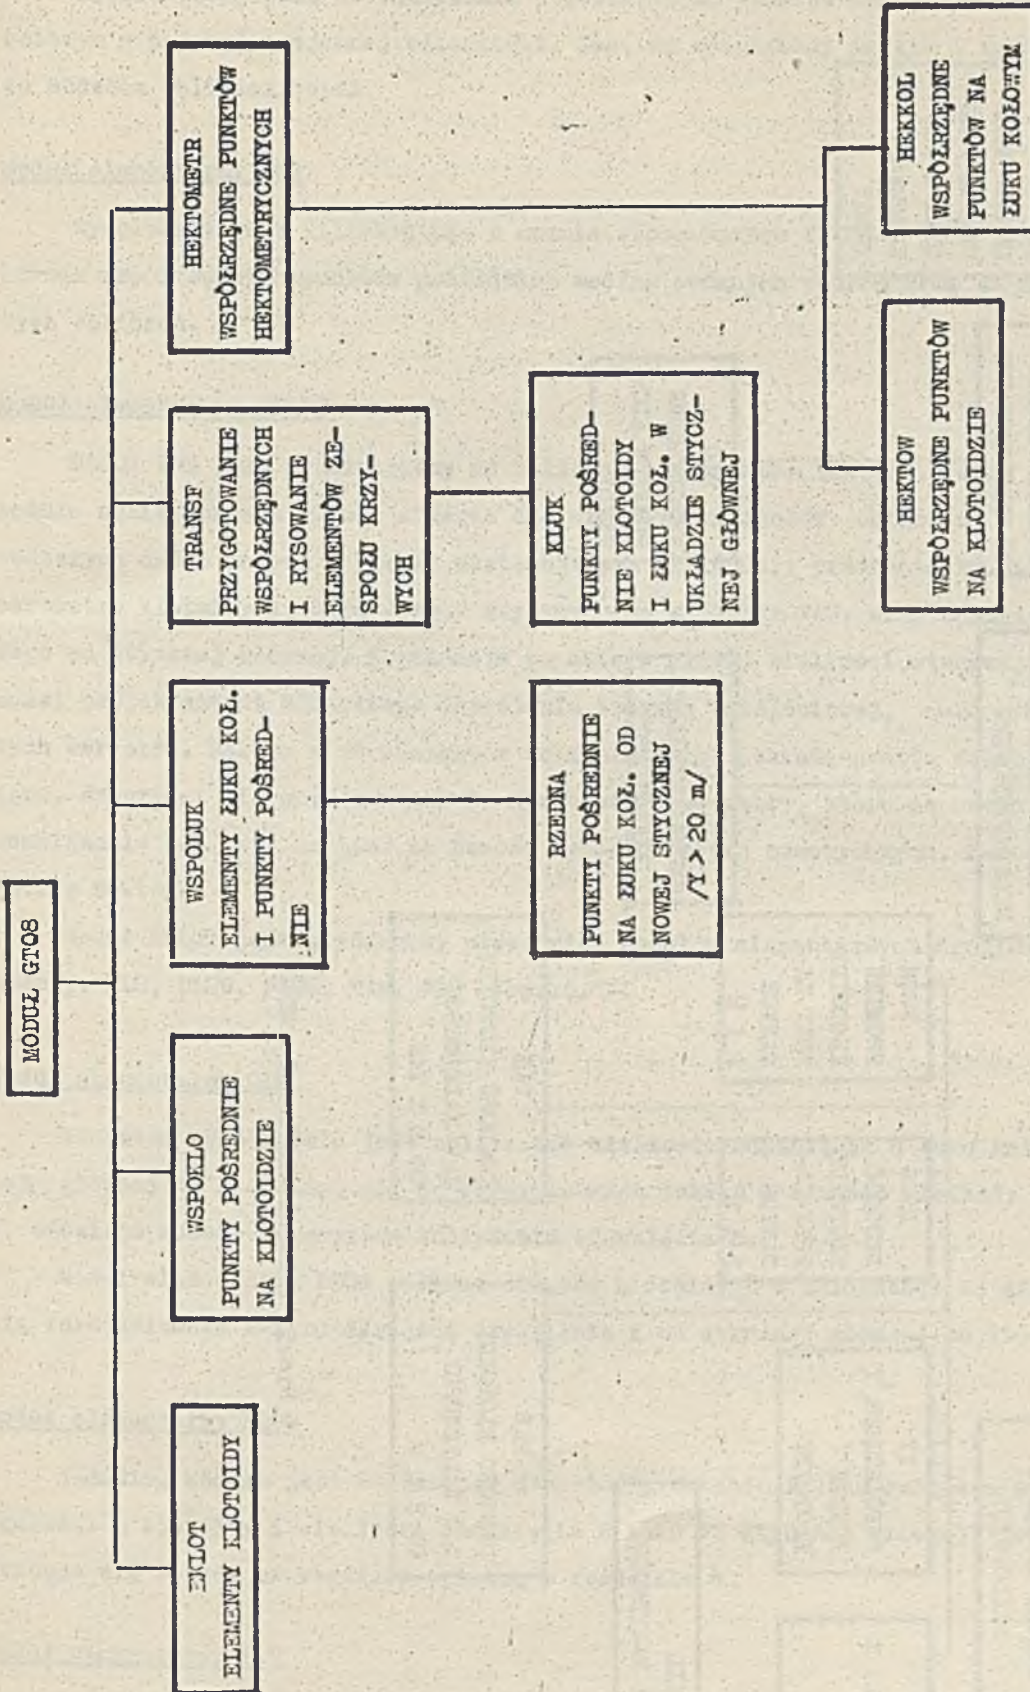 MODUŁ GTO8
EKLOT
ELEMENTY KLOTOIDY
WSPOKLO
PUNKTY POŚREDNIE
NA KLOTOIDZIE
WSPOLUK
ELEMENTY ŁUKU KOŁ.
I PUNKTY POŚRED-
NIE
TRANSF
PRZYGOTOWANIE
WSPÓŁRZĘDNYCH
I RYSOWANIE
ELEMENTÓW ZE-
SPOŁU KRZY-
WYCH
HEKTOMETR
WSPÓŁRZĘDNE PUNKTÓW
HEKTOMETRYCZNYCH
RZEDNA
PUNKTY POŚREDNIE
NA ŁUKU KOŁ. OD
NOWEJ STYCZNEJ
/Y > 20 m/
KLUK
PUNKTY POŚRED-
NIE KLOTOIDY
I ŁUKU KOŁ. W
UKŁADZIE STYCZ-
NEJ GŁÓWNEJ
HEKTOW
WSPÓŁRZĘDNE PUNKTÓW
NA KLOTOIDZIE
HEKKOL
WSPÓŁRZĘDNE
PUNKTÓW NA
ŁUKU KOŁOWYM